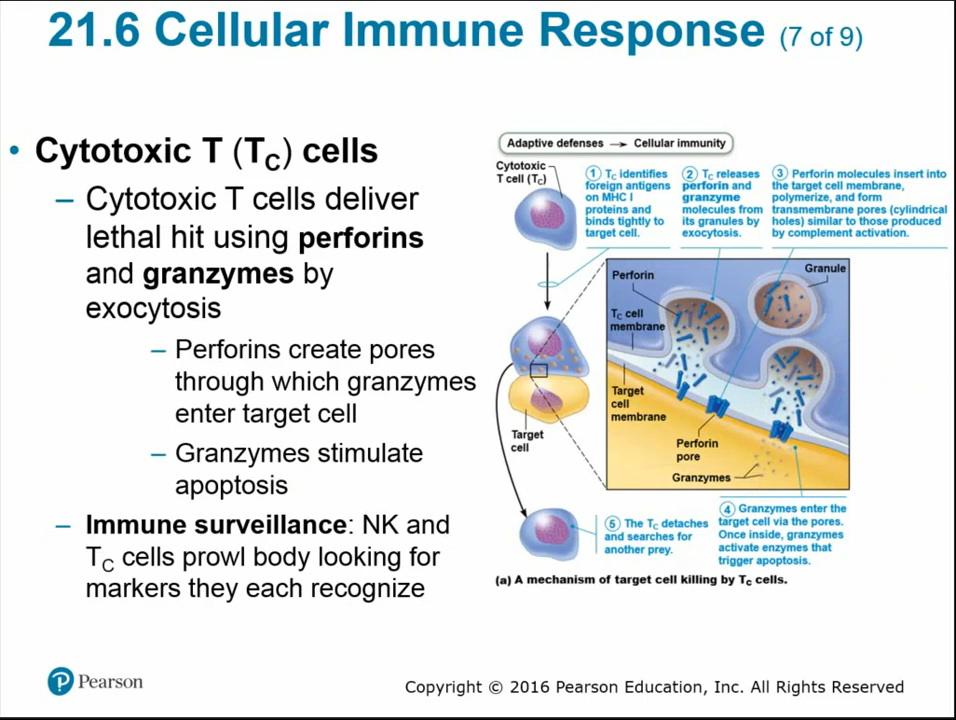 21.6 Cellular Immune Response (7 of 9)
• Cytotoxic T (TC) cells
– Cytotoxic T cells deliver
lethal hit using perforins
and granzymes by
exocytosis
– Perforins create pores
through which granzymes
enter target cell
– Granzymes stimulate
apoptosis
– Immune surveillance: NK and
TC cells prowl body looking for
markers they each recognize
Adaptive defenses → Cellular immunity
Cytotoxic
T cell (TC)
1 TC identifies
foreign antigens
on MHC I
proteins and
binds tightly to
target cell.
2 TC releases
perforin and
granzyme
molecules from
its granules by
exocytosis.
3 Perforin molecules insert into
the target cell membrane,
polymerize, and form
transmembrane pores (cylindrical
holes) similar to those produced
by complement activation.
Perforin
Granule
TC cell
membrane
Target
cell
membrane
Perforin
pore
Granzymes
Target
cell
5 The TC detaches
and searches for
another prey.
4 Granzymes enter the
target cell via the pores.
Once inside, granzymes
activate enzymes that
trigger apoptosis.
(a) A mechanism of target cell killing by TC cells.
P Pearson
Copyright © 2016 Pearson Education, Inc. All Rights Reserved